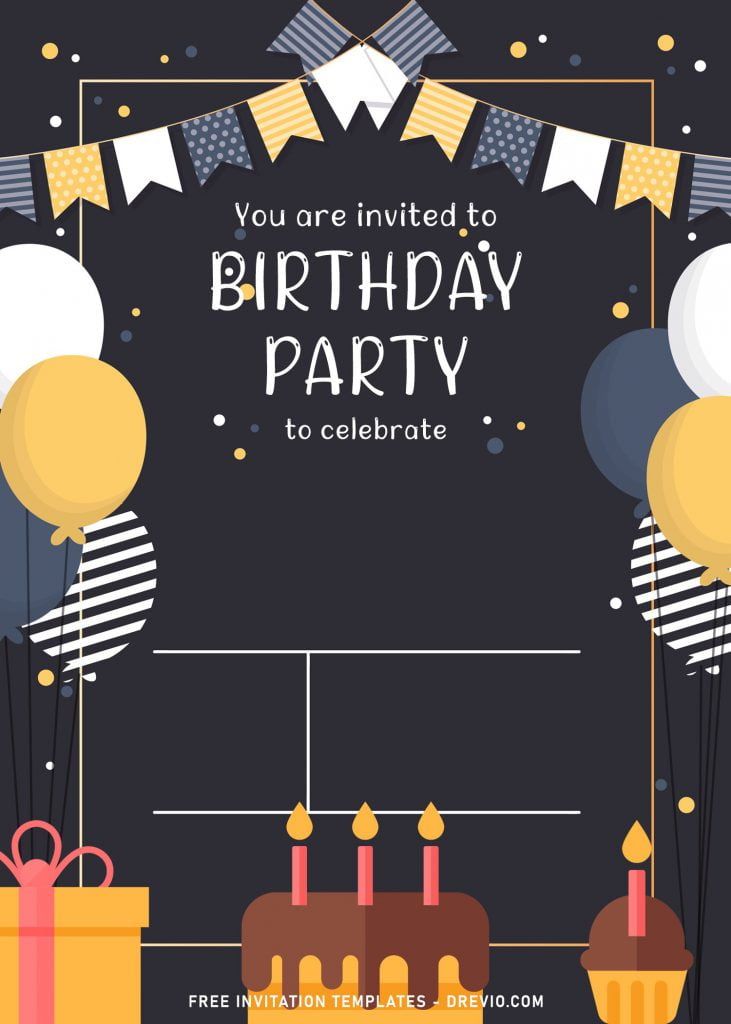 You are invited to
BIRTHDAY
PARTY
to celebrate
FREE INVITATION TEMPLATES - DREVIO.COM